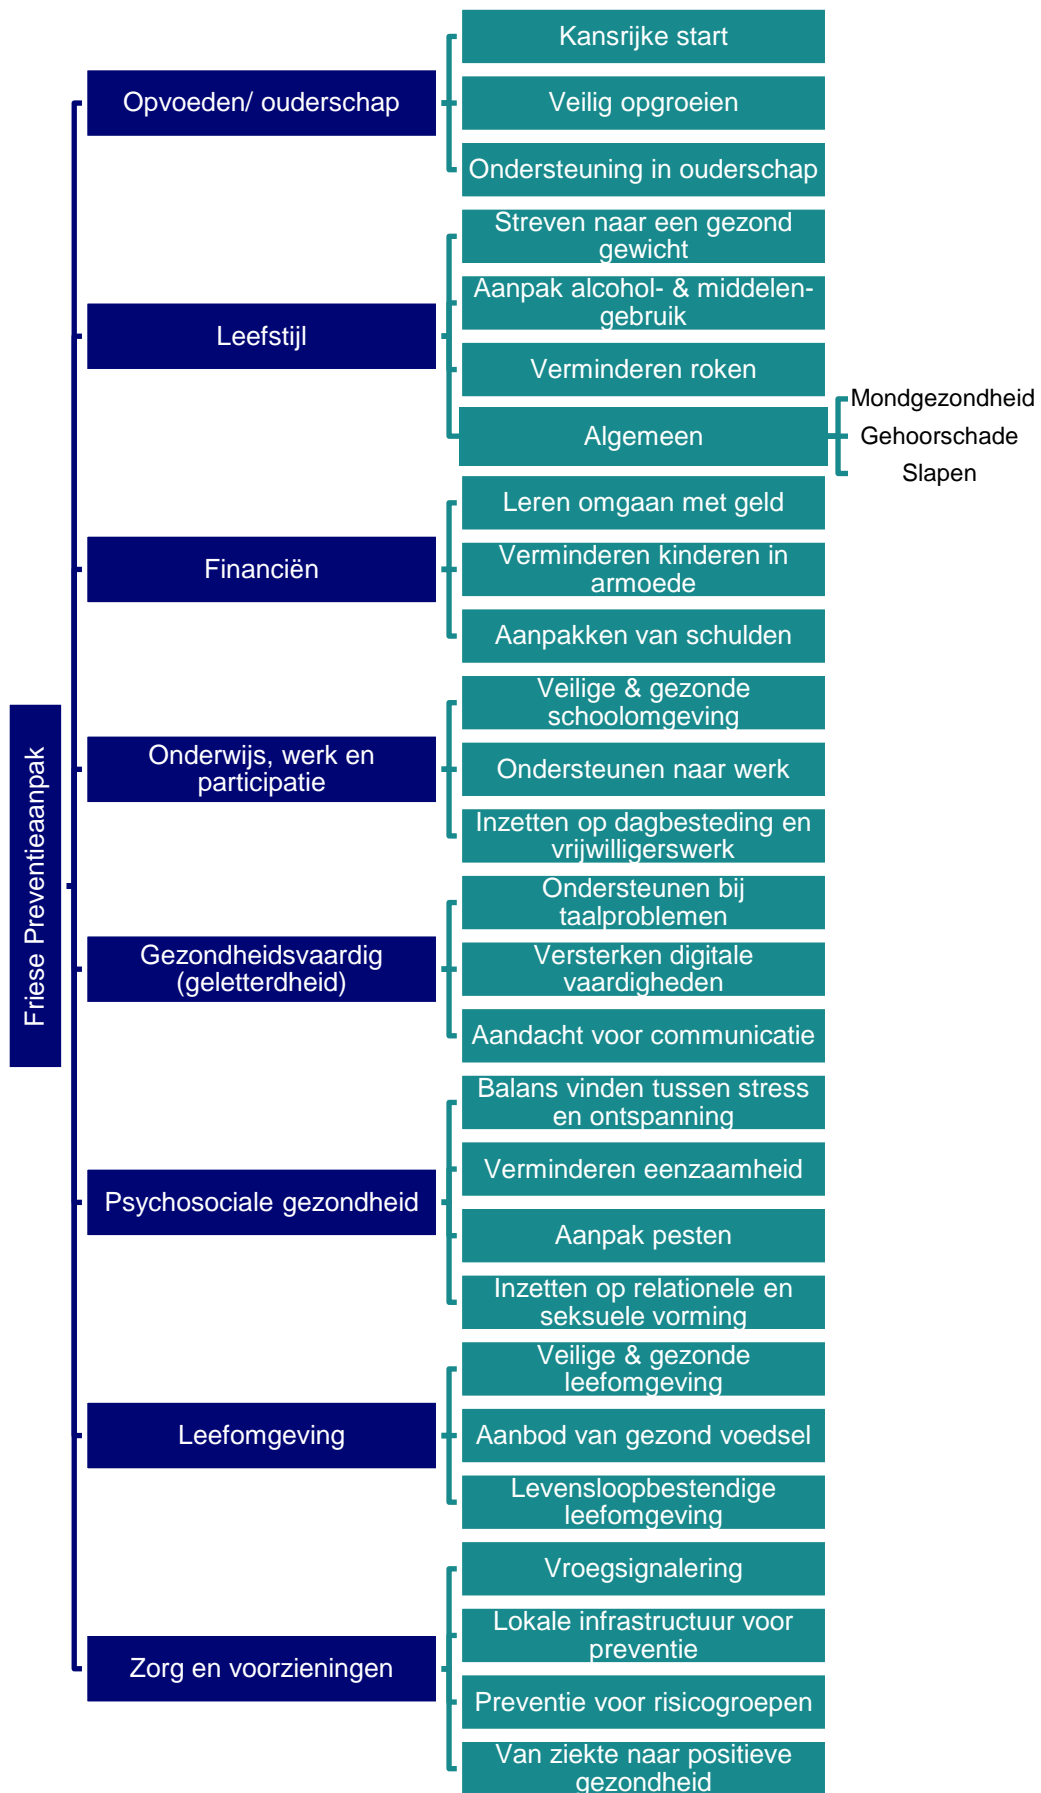 Friese Preventieaanpak
Opvoeden/ ouderschap
Kansrijke start
Veilig opgroeien
Ondersteuning in ouderschap
Leefstijl
Streven naar een gezond
gewicht
Aanpak alcohol- & middelen-
gebruik
Verminderen roken
Algemeen
Mondgezondheid
Gehoorschade
Slapen
Financiën
Leren omgaan met geld
Verminderen kinderen in
armoede
Aanpakken van schulden
Onderwijs, werk en
participatie
Veilige & gezonde
schoolomgeving
Ondersteunen naar werk
Inzetten op dagbesteding en
vrijwilligerswerk
Gezondheidsvaardig
(geletterdheid)
Ondersteunen bij
taalproblemen
Versterken digitale
vaardigheden
Aandacht voor communicatie
Psychosociale gezondheid
Balans vinden tussen stress
en ontspanning
Verminderen eenzaamheid
Aanpak pesten
Inzetten op relationele en
seksuele vorming
Leefomgeving
Veilige & gezonde
leefomgeving
Aanbod van gezond voedsel
Levensloopbestendige
leefomgeving
Zorg en voorzieningen
Vroegsignalering
Lokale infrastructuur voor
preventie
Preventie voor risicogroepen
Van ziekte naar positieve
gezondheid